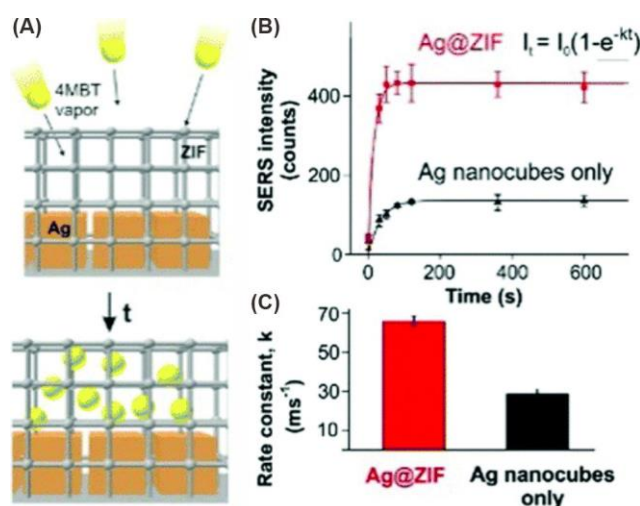 (A)
4MBT
vapor
ZIF
Ag
t
(B)
Ag@ZIF
Iₜ = I₀(1-e⁻ᵏᵗ)
SERS intensity
(counts)
400
200
0
Ag nanocubes only
0 200 400 600
Time (s)
(C)
Rate constant, k
(ms⁻¹)
70
50
30
10
Ag@ZIF
Ag nanocubes
only